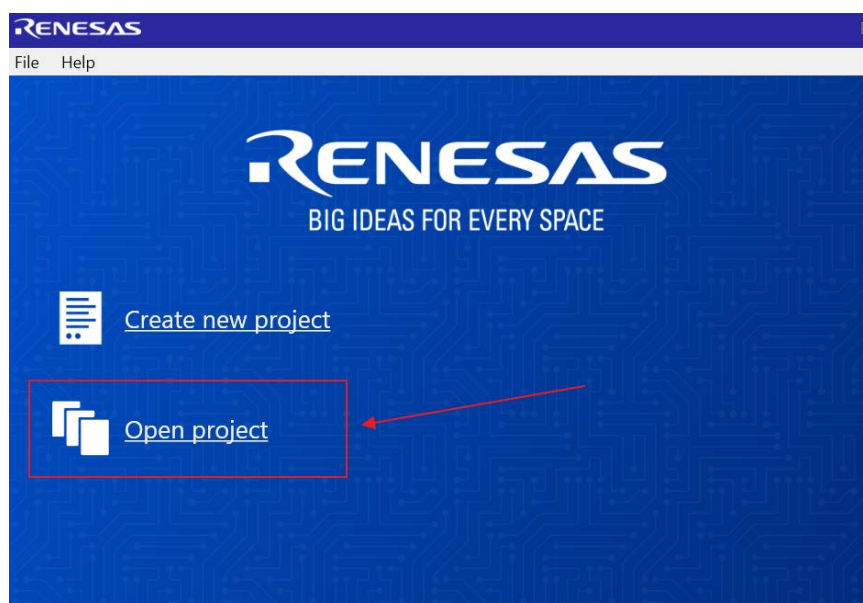 RENESAS
File Help
RENESAS
BIG IDEAS FOR EVERY SPACE
Create new project
Open project